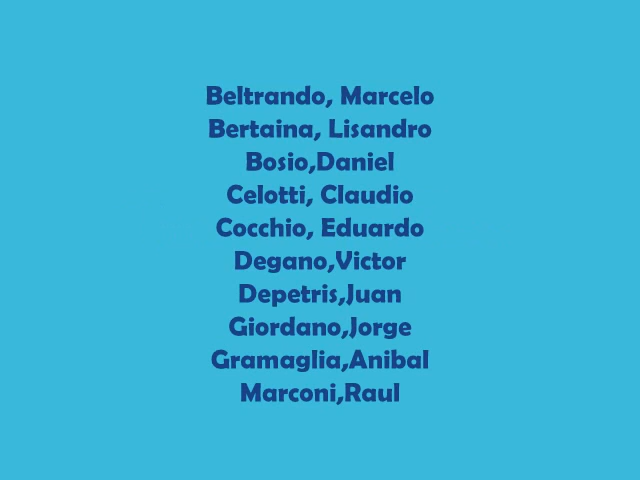 Beltrando, Marcelo
Bertaina, Lisandro
Bosio,Daniel
Celotti, Claudio
Cocchio, Eduardo
Degano,Victor
Depetris,Juan
Giordano,Jorge
Gramaglia,Anibal
Marconi,Raul